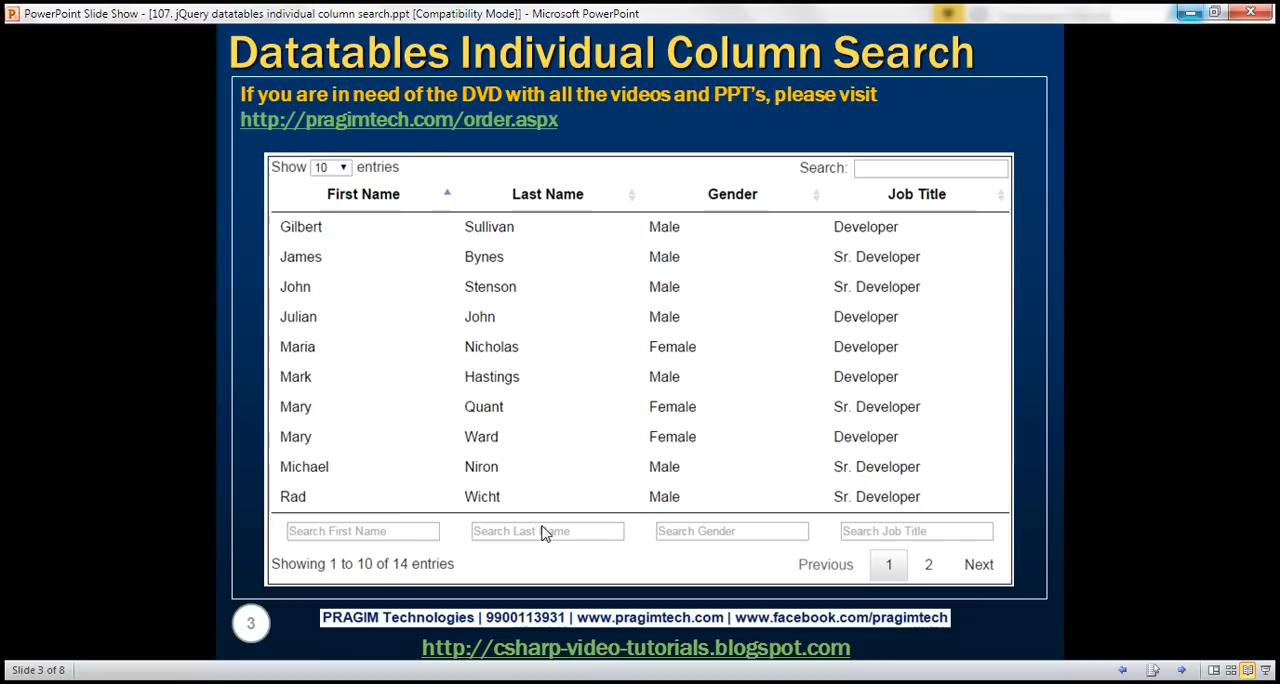 PowerPoint Slide Show - [107. jQuery datatables individual column search.ppt [Compatibility Mode]] - Microsoft PowerPoint
Datatables Individual Column Search
If you are in need of the DVD with all the videos and PPT's, please visit
http://pragimtech.com/order.aspx
Show 10 entries Search:
First Name Last Name Gender Job Title
Gilbert Sullivan Male Developer
James Bynes Male Sr. Developer
John Stenson Male Sr. Developer
Julian John Male Developer
Maria Nicholas Female Developer
Mark Hastings Male Developer
Mary Quant Female Sr. Developer
Mary Ward Female Developer
Michael Niron Male Sr. Developer
Rad Wicht Male Sr. Developer
Search First Name Search Last Name Search Gender Search Job Title
Showing 1 to 10 of 14 entries Previous 1 2 Next
3 PRAGIM Technologies | 9900113931 | www.pragimtech.com | www.facebook.com/pragimtech
http://csharp-video-tutorials.blogspot.com
Slide 3 of 8